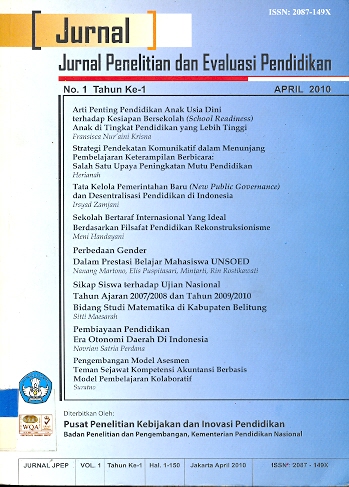 ISSN: 2087-149X
[ Jurnal ]
Jurnal Penelitian dan Evaluasi Pendidikan
No. 1 Tahun Ke-1 APRIL 2010
Arti Penting Pendidikan Anak Usia Dini
terhadap Kesiapan Bersekolah (School Readiness)
Anak di Tingkat Pendidikan yang Lebih Tinggi
Fransisca Nur'aini Krisna
Strategi Pendekatan Komunikatif dalam Menunjang
Pembelajaran Keterampilan Berbicara:
Salah Satu Upaya Peningkatan Mutu Pendidikan
Herianah
Tata Kelola Pemerintahan Baru (New Public Governance)
dan Desentralisasi Pendidikan di Indonesia
Irsyad Zamjani
Sekolah Bertaraf Internasional Yang Ideal
Berdasarkan Filsafat Pendidikan Rekonstruksionisme
Meni Handayani
Perbedaan Gender
Dalam Prestasi Belajar Mahasiswa UNSOED
Nanang Martono, Elis Puspitasari, Mintarti, Rin Rostikawati
Sikap Siswa terhadap Ujian Nasional
Tahun Ajaran 2007/2008 dan Tahun 2009/2010
Bidang Studi Matematika di Kabupaten Belitung
Sitti Maesarah
Pembiayaan Pendidikan
Era Otonomi Daerah Di Indonesia
Novrian Satria Perdana
Pengembangan Model Asesmen
Teman Sejawat Kompetensi Akuntansi Berbasis
Model Pembelajaran Kolaboratif
Suratno
Diterbitkan Oleh:
Pusat Penelitian Kebijakan dan Inovasi Pendidikan
Badan Penelitian dan Pengembangan, Kementerian Pendidikan Nasional
WQA
JURNAL JPEP VOL. 1 Tahun Ke-1 Hal. 1-150 Jakarta April 2010 ISSN: 2087 - 149X